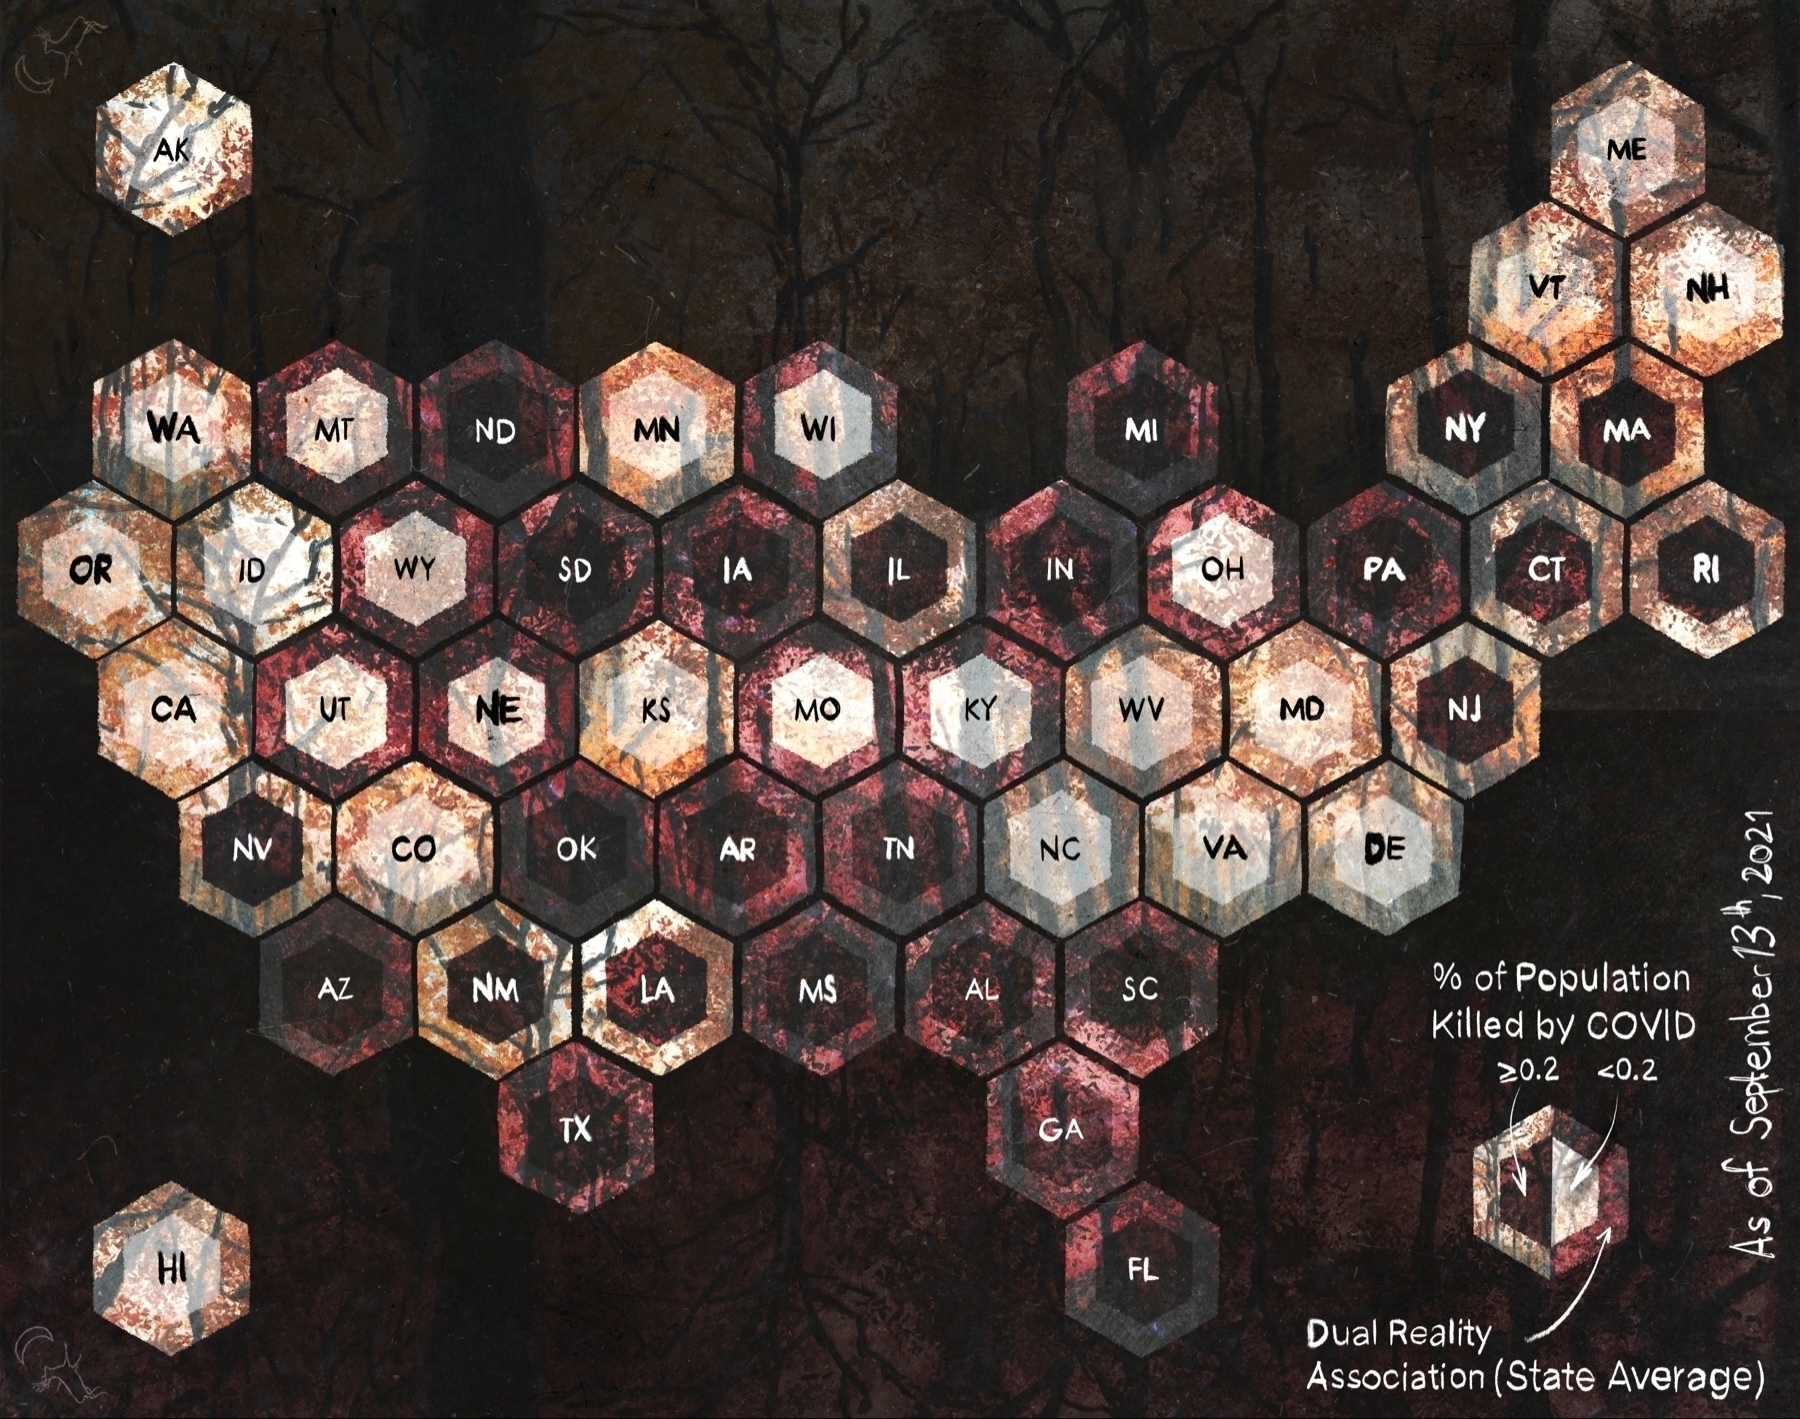 AK
ME
VT
NH
WA
MT
ND
MN
WI
MI
NY
MA
OR
ID
WY
SD
IA
IL
IN
OH
PA
CT
RI
CA
UT
NE
KS
MO
KY
WV
MD
NJ
NV
CO
OK
AR
TN
NC
VA
DE
AZ
NM
LA
MS
AL
SC
TX
GA
HI
FL
% of Population
Killed by COVID
≥0.2 <0.2
Dual Reality
Association (State Average)
As of September 13th, 2021